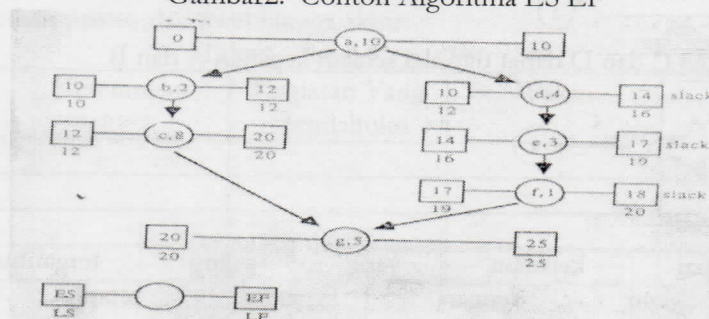 Gambar2. Contoh Algoritma ES EF
0 a,10 10
10 b,2 12 10 d,4 14 slack
10 12 12 16
12 c,8 20 14 e,3 17 slack
12 20 16 19
17 f,1 18 slack
19 20
20 g,5 25
20 25
ES EF
LS LF